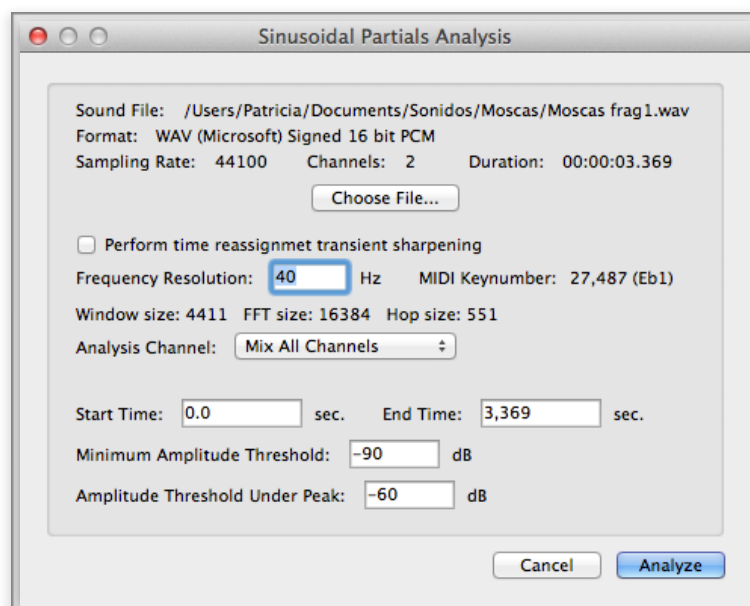 Sinusoidal Partials Analysis
Sound File: /Users/Patricia/Documents/Sonidos/Moscas/Moscas frag1.wav
Format: WAV (Microsoft) Signed 16 bit PCM
Sampling Rate: 44100 Channels: 2 Duration: 00:00:03.369
Choose File...
Perform time reassignmet transient sharpening
Frequency Resolution: 40 Hz MIDI Keynumber: 27,487 (Eb1)
Window size: 4411 FFT size: 16384 Hop size: 551
Analysis Channel: Mix All Channels
Start Time: 0.0 sec. End Time: 3,369 sec.
Minimum Amplitude Threshold: -90 dB
Amplitude Threshold Under Peak: -60 dB
Cancel Analyze